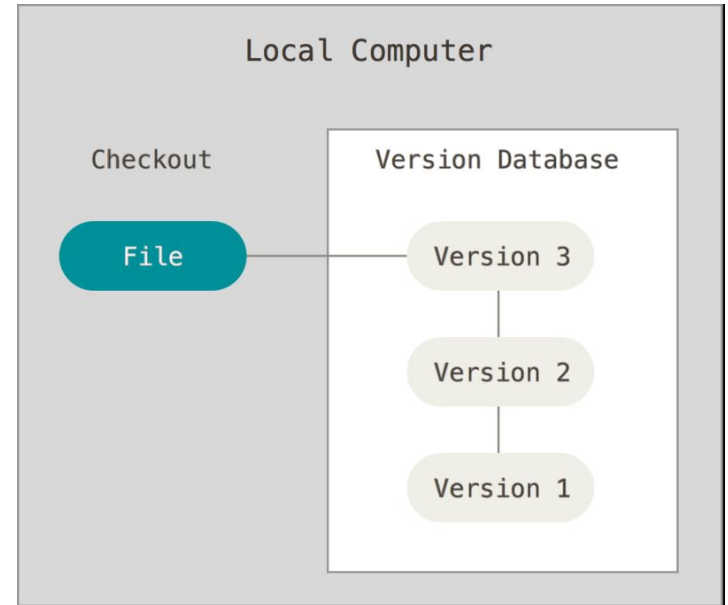 Local Computer
Checkout
Version Database
File
Version 3
Version 2
Version 1